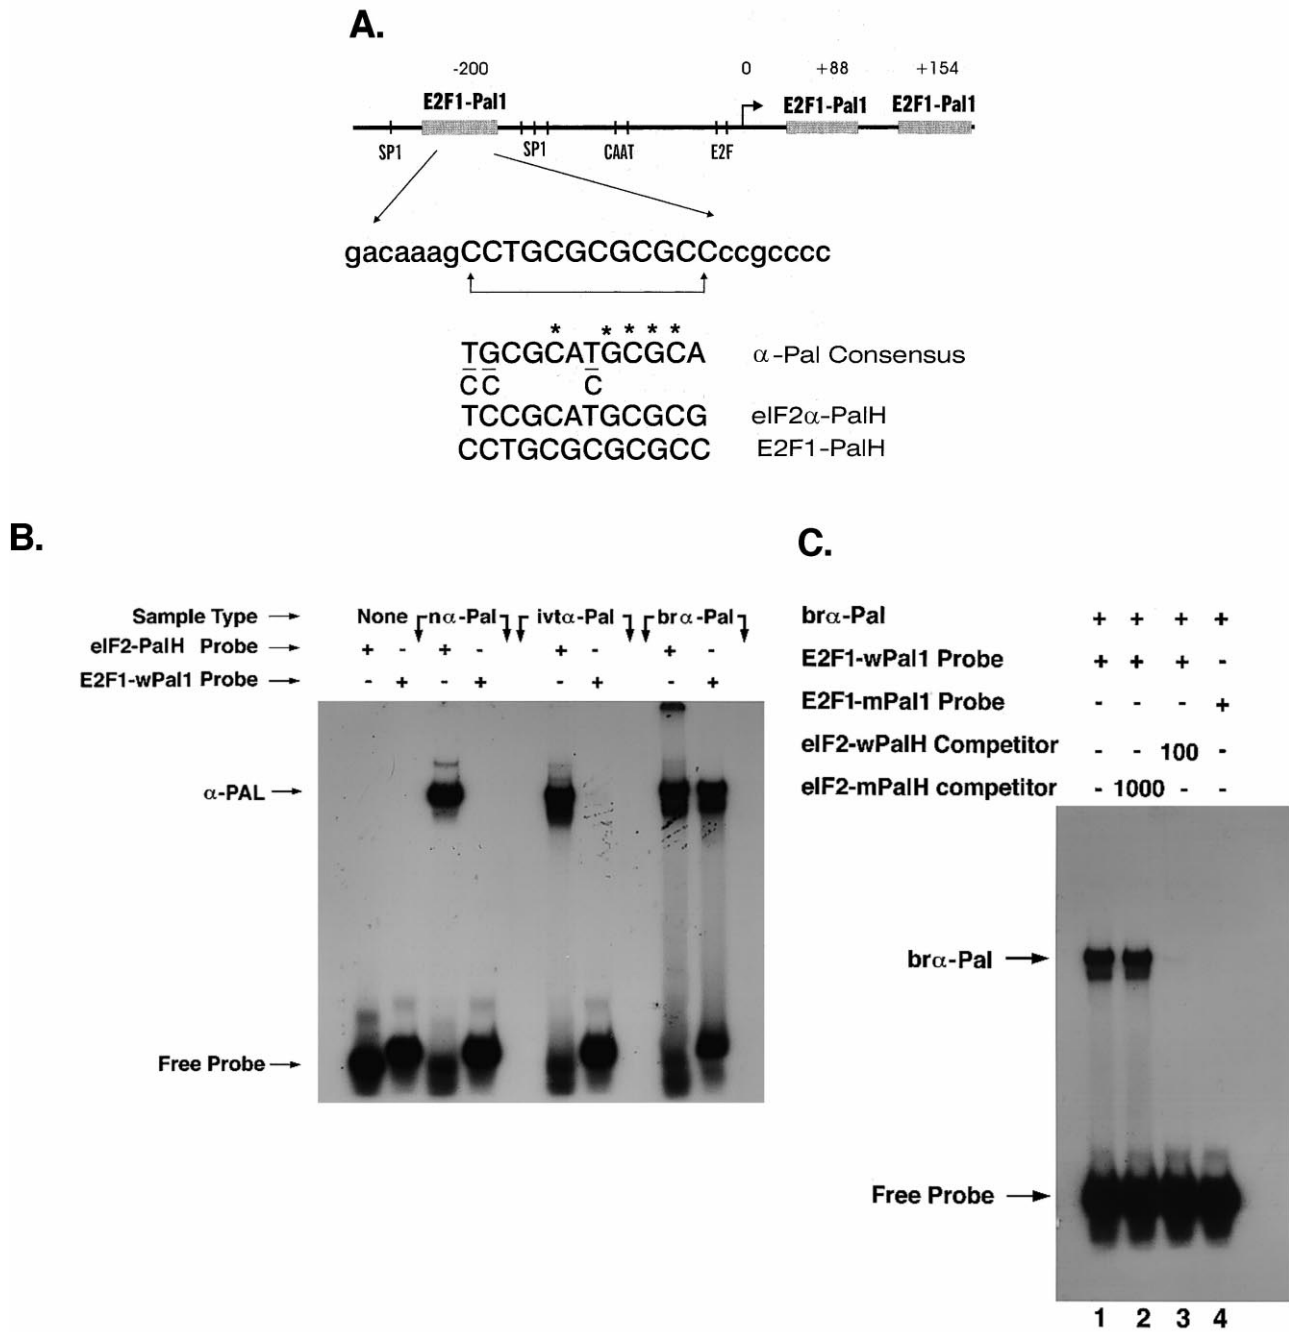 A.
-200 0 +88 +154
E2F1-Pal1 E2F1-Pal1 E2F1-Pal1
SP1 SP1 CAAT E2F
gacaaagCCTGCGCGCGCCccgcccc
* * * * *
TGCGCATGCGCA α-Pal Consensus
CC C
TCCGCATGCGCG eIF2α-PalH
CCTGCGCGCGCC E2F1-PalH
B.
Sample Type None nα-Pal ivtα-Pal brα-Pal
eIF2-PalH Probe + - + - + - + -
E2F1-wPal1 Probe - + - + - + - +
α-PAL
Free Probe
C.
brα-Pal + + + +
E2F1-wPal1 Probe + + + -
E2F1-mPal1 Probe - - - +
eIF2-wPalH Competitor - - 100 -
eIF2-mPalH competitor - 1000 - -
brα-Pal
Free Probe
1 2 3 4